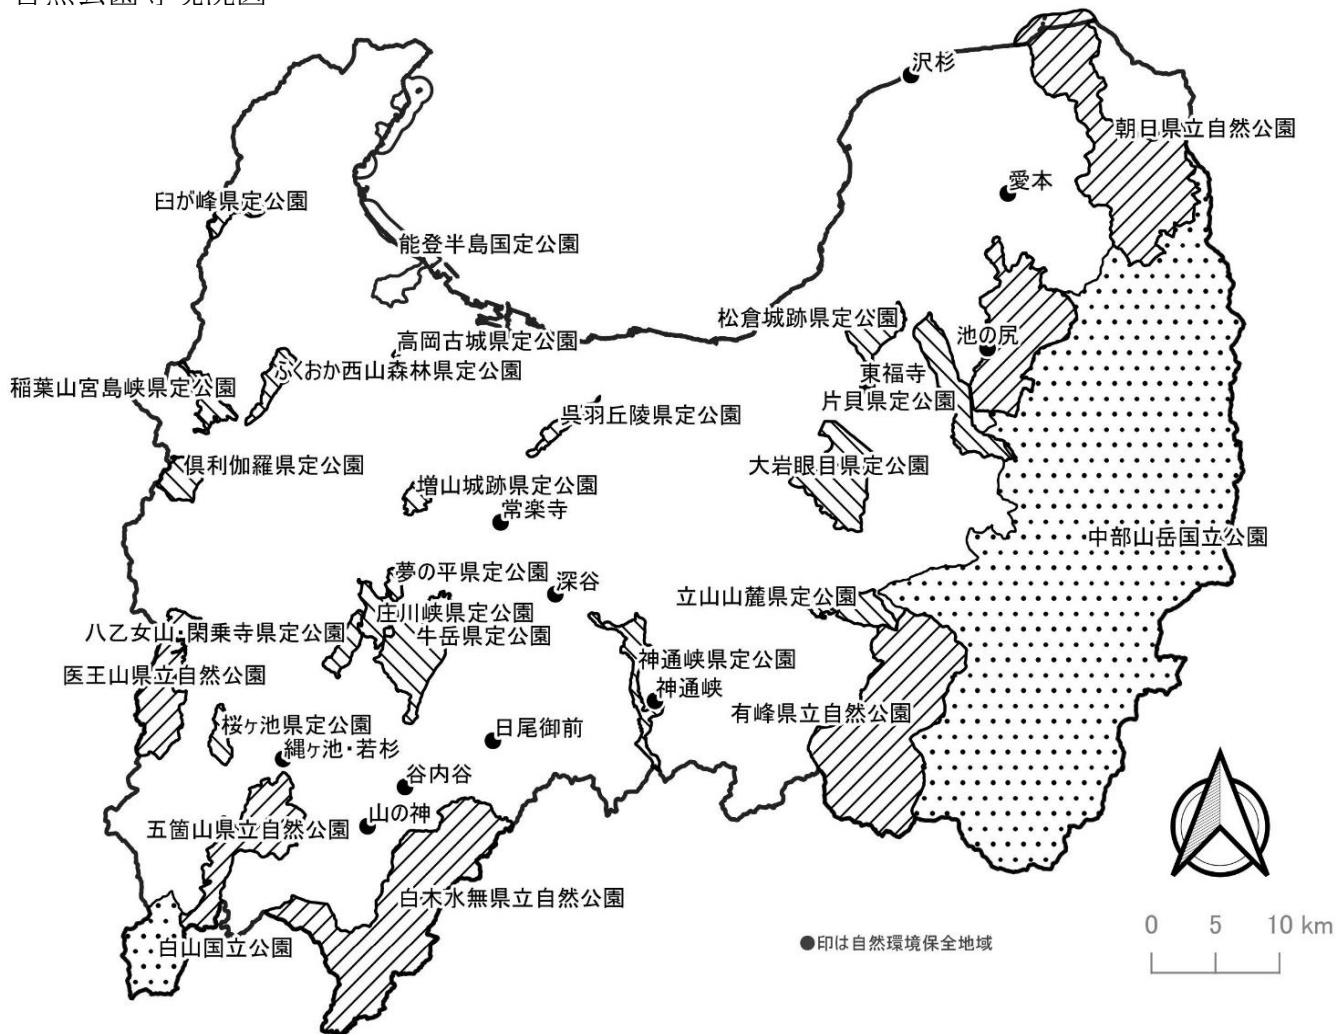 沢杉
朝日県立自然公園
愛本
臼が峰県定公園
能登半島国定公園
松倉城跡県定公園
高岡古城県定公園
池の尻
ふくおか西山森林県定公園
稲葉山宮島峡県定公園
東福寺
片貝県定公園
呉羽丘陵県定公園
倶利伽羅県定公園
大岩眼目県定公園
増山城跡県定公園
常楽寺
中部山岳国立公園
夢の平県定公園
深谷
立山山麓県定公園
庄川峡県定公園
八乙女山・閑乗寺県定公園
牛岳県定公園
神通峡県定公園
医王山県立自然公園
神通峡
有峰県立自然公園
桜ヶ池県定公園
日尾御前
縄ヶ池・若杉
谷内谷
山の神
五箇山県立自然公園
白木水無県立自然公園
白山国立公園
●印は自然環境保全地域
0 5 10 km